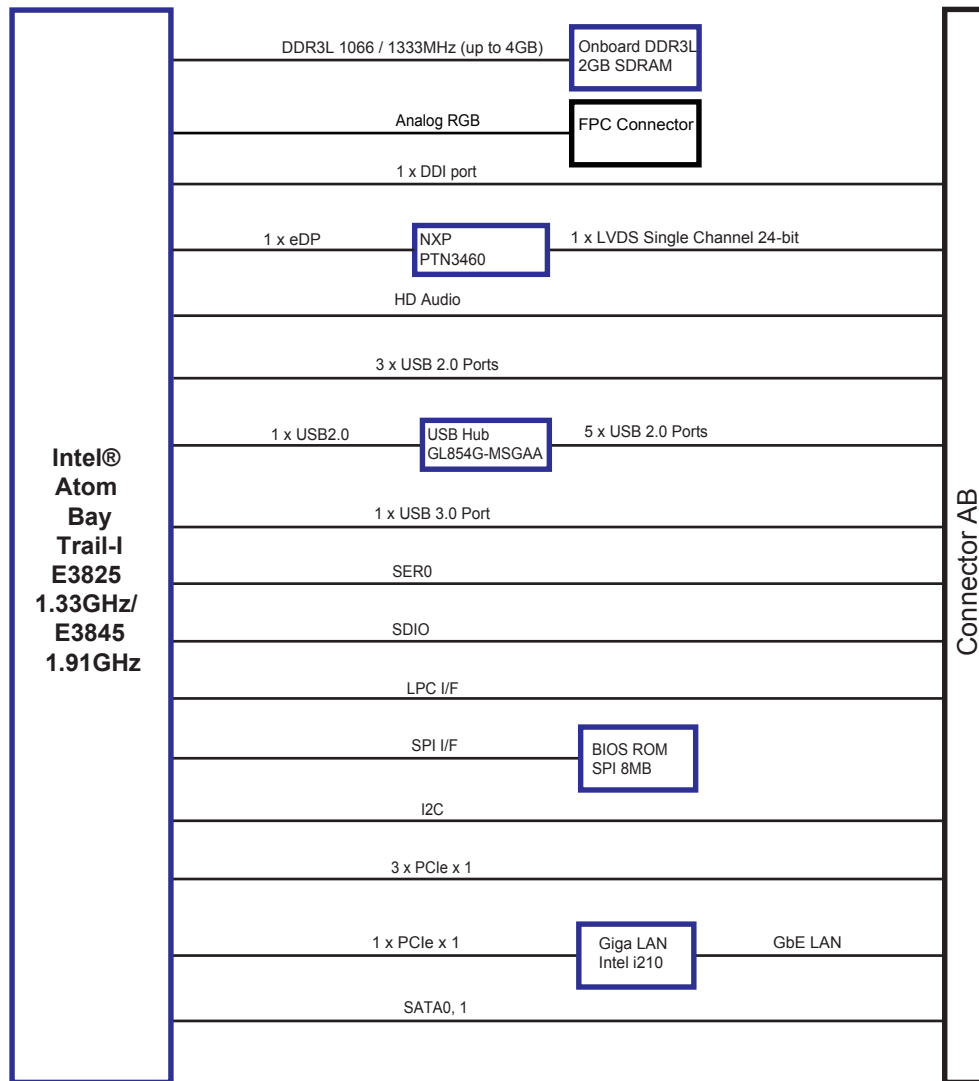 DDR3L 1066 / 1333MHz (up to 4GB)
Onboard DDR3L
2GB SDRAM
Analog RGB
FPC Connector
1 x DDI port
1 x eDP
NXP
PTN3460
1 x LVDS Single Channel 24-bit
HD Audio
3 x USB 2.0 Ports
1 x USB2.0
USB Hub
GL854G-MSGAA
5 x USB 2.0 Ports
Intel®
Atom
Bay
Trail-I
E3825
1.33GHz/
E3845
1.91GHz
1 x USB 3.0 Port
SER0
SDIO
LPC I/F
SPI I/F
BIOS ROM
SPI 8MB
I2C
3 x PCIe x 1
1 x PCIe x 1
Giga LAN
Intel i210
GbE LAN
SATA0, 1
Connector AB